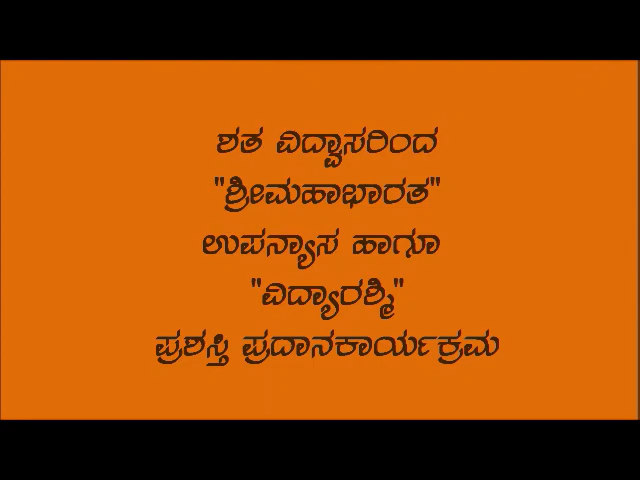 ಶತ ವಿದ್ವಾಸರಿಂದ
"ಶ್ರೀಮಹಾಭಾರತ"
ಉಪನ್ಯಾಸ ಹಾಗೂ
"ವಿದ್ಯಾರಶ್ಮಿ"
ಪ್ರಶಸ್ತಿ ಪ್ರದಾನಕಾರ್ಯಕ್ರಮ